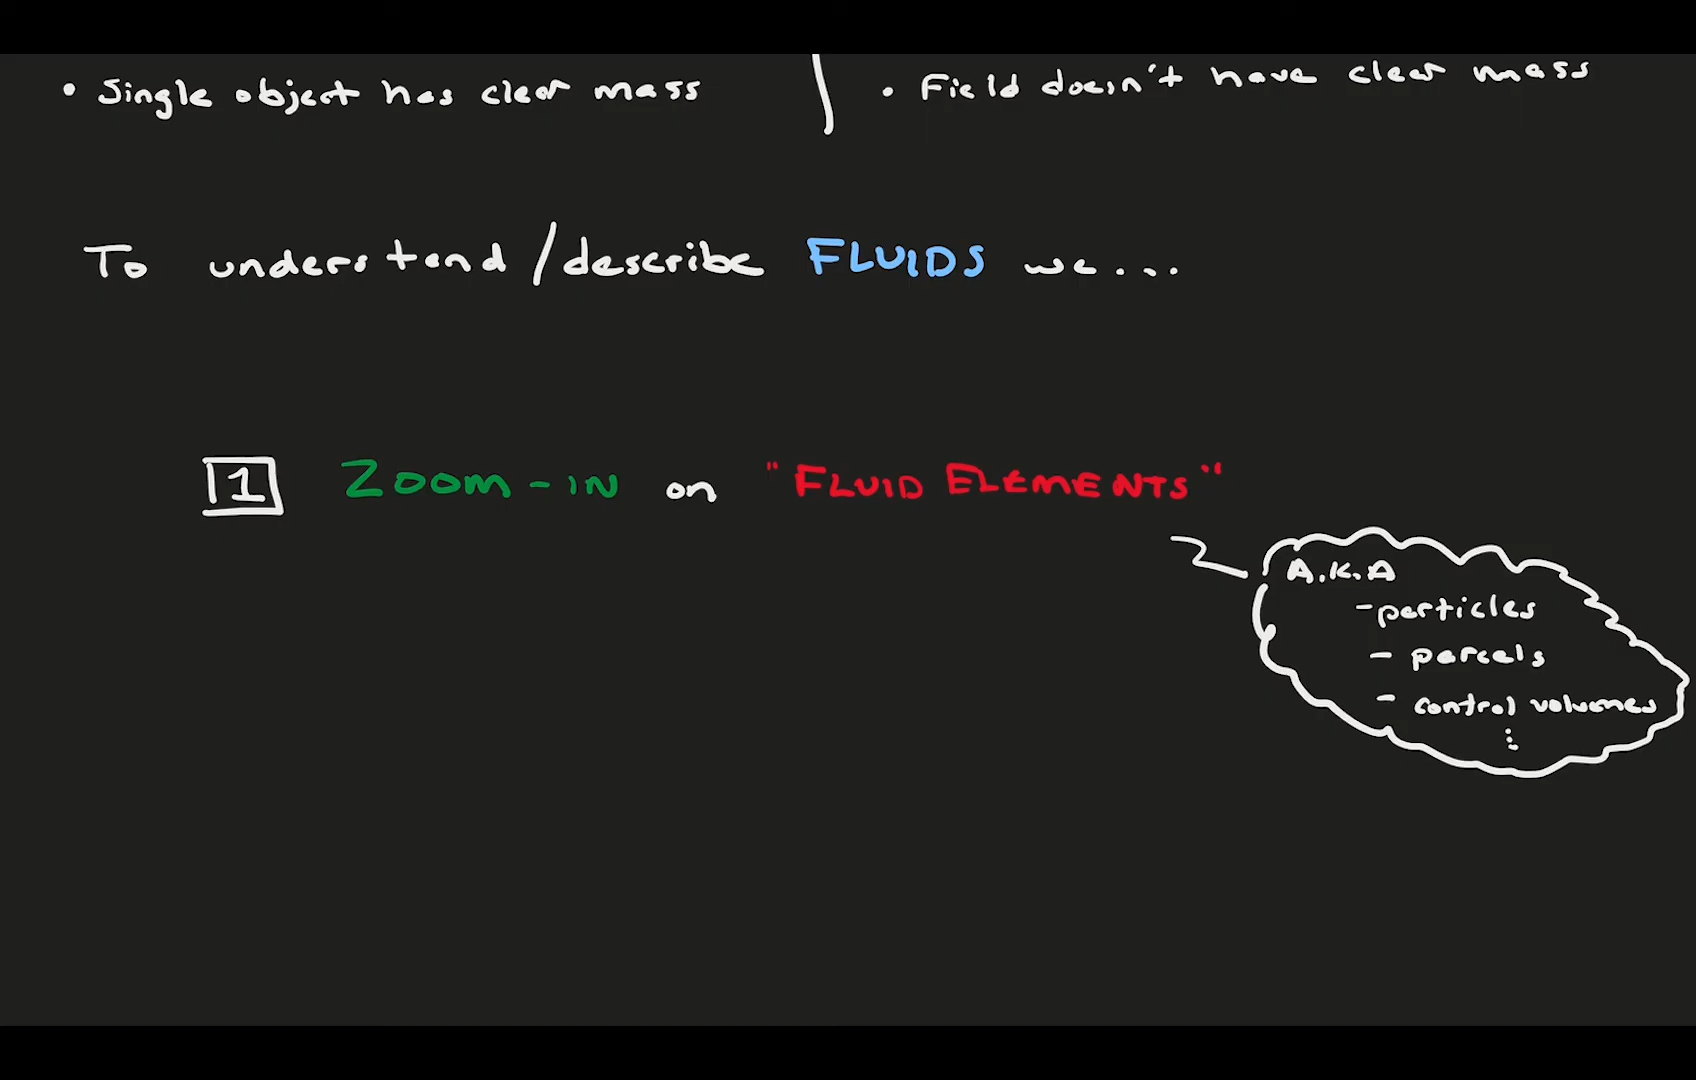 • Single object has clear mass
• Field doesn't have clear mass
To understand/describe FLUIDS we...
1 ZOOM-IN on "FLUID ELEMENTS"
A.K.A
- particles
- parcels
- control volumes
⋮